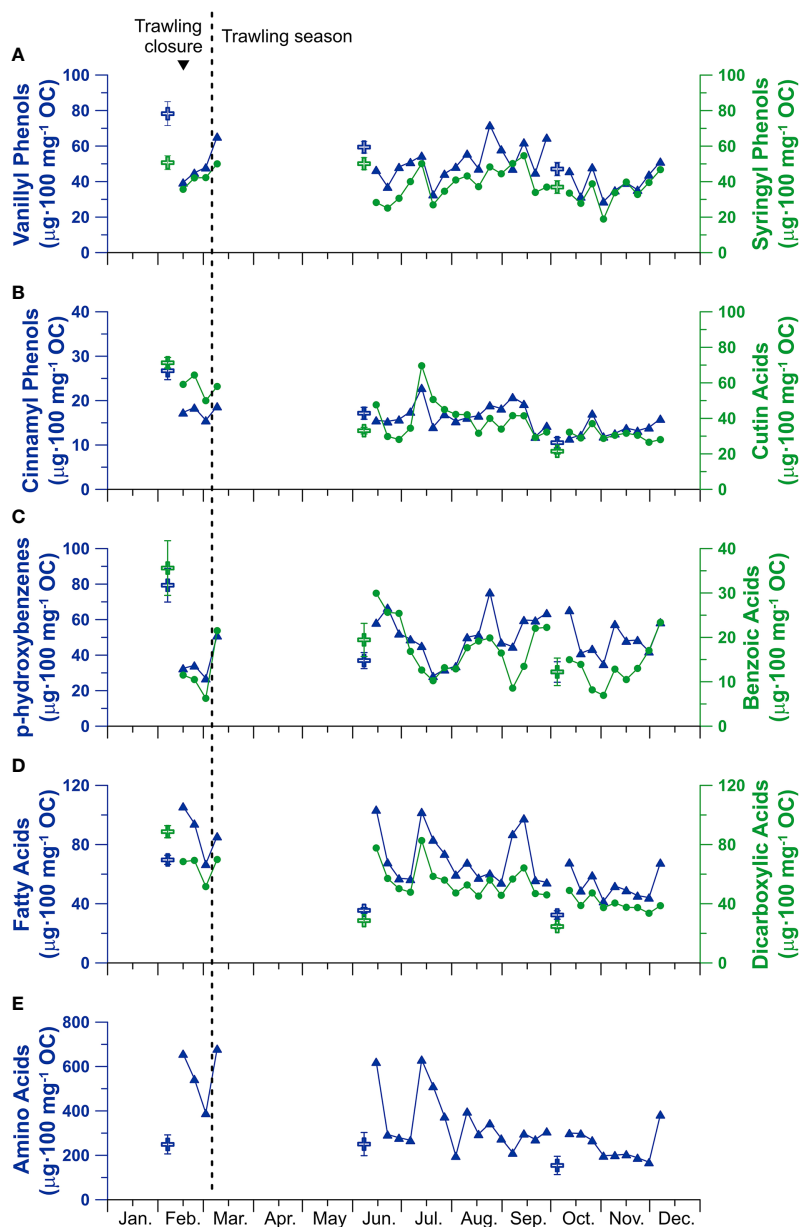 Trawling
closure
Trawling season
A
Vanillyl Phenols
(µg·100 mg⁻¹ OC)
100
80
60
40
20
0
100
80
60
40
20
0
Syringyl Phenols
(µg·100 mg⁻¹ OC)
B
Cinnamyl Phenols
(µg·100 mg⁻¹ OC)
40
30
20
10
0
100
80
60
40
20
0
Cutin Acids
(µg·100 mg⁻¹ OC)
C
p-hydroxybenzenes
(µg·100 mg⁻¹ OC)
100
80
60
40
20
0
40
30
20
10
0
Benzoic Acids
(µg·100 mg⁻¹ OC)
D
Fatty Acids
(µg·100 mg⁻¹ OC)
120
80
40
0
120
80
40
0
Dicarboxylic Acids
(µg·100 mg⁻¹ OC)
E
Amino Acids
(µg·100 mg⁻¹ OC)
800
600
400
200
0
Jan. Feb. Mar. Apr. May Jun. Jul. Aug. Sep. Oct. Nov. Dec.